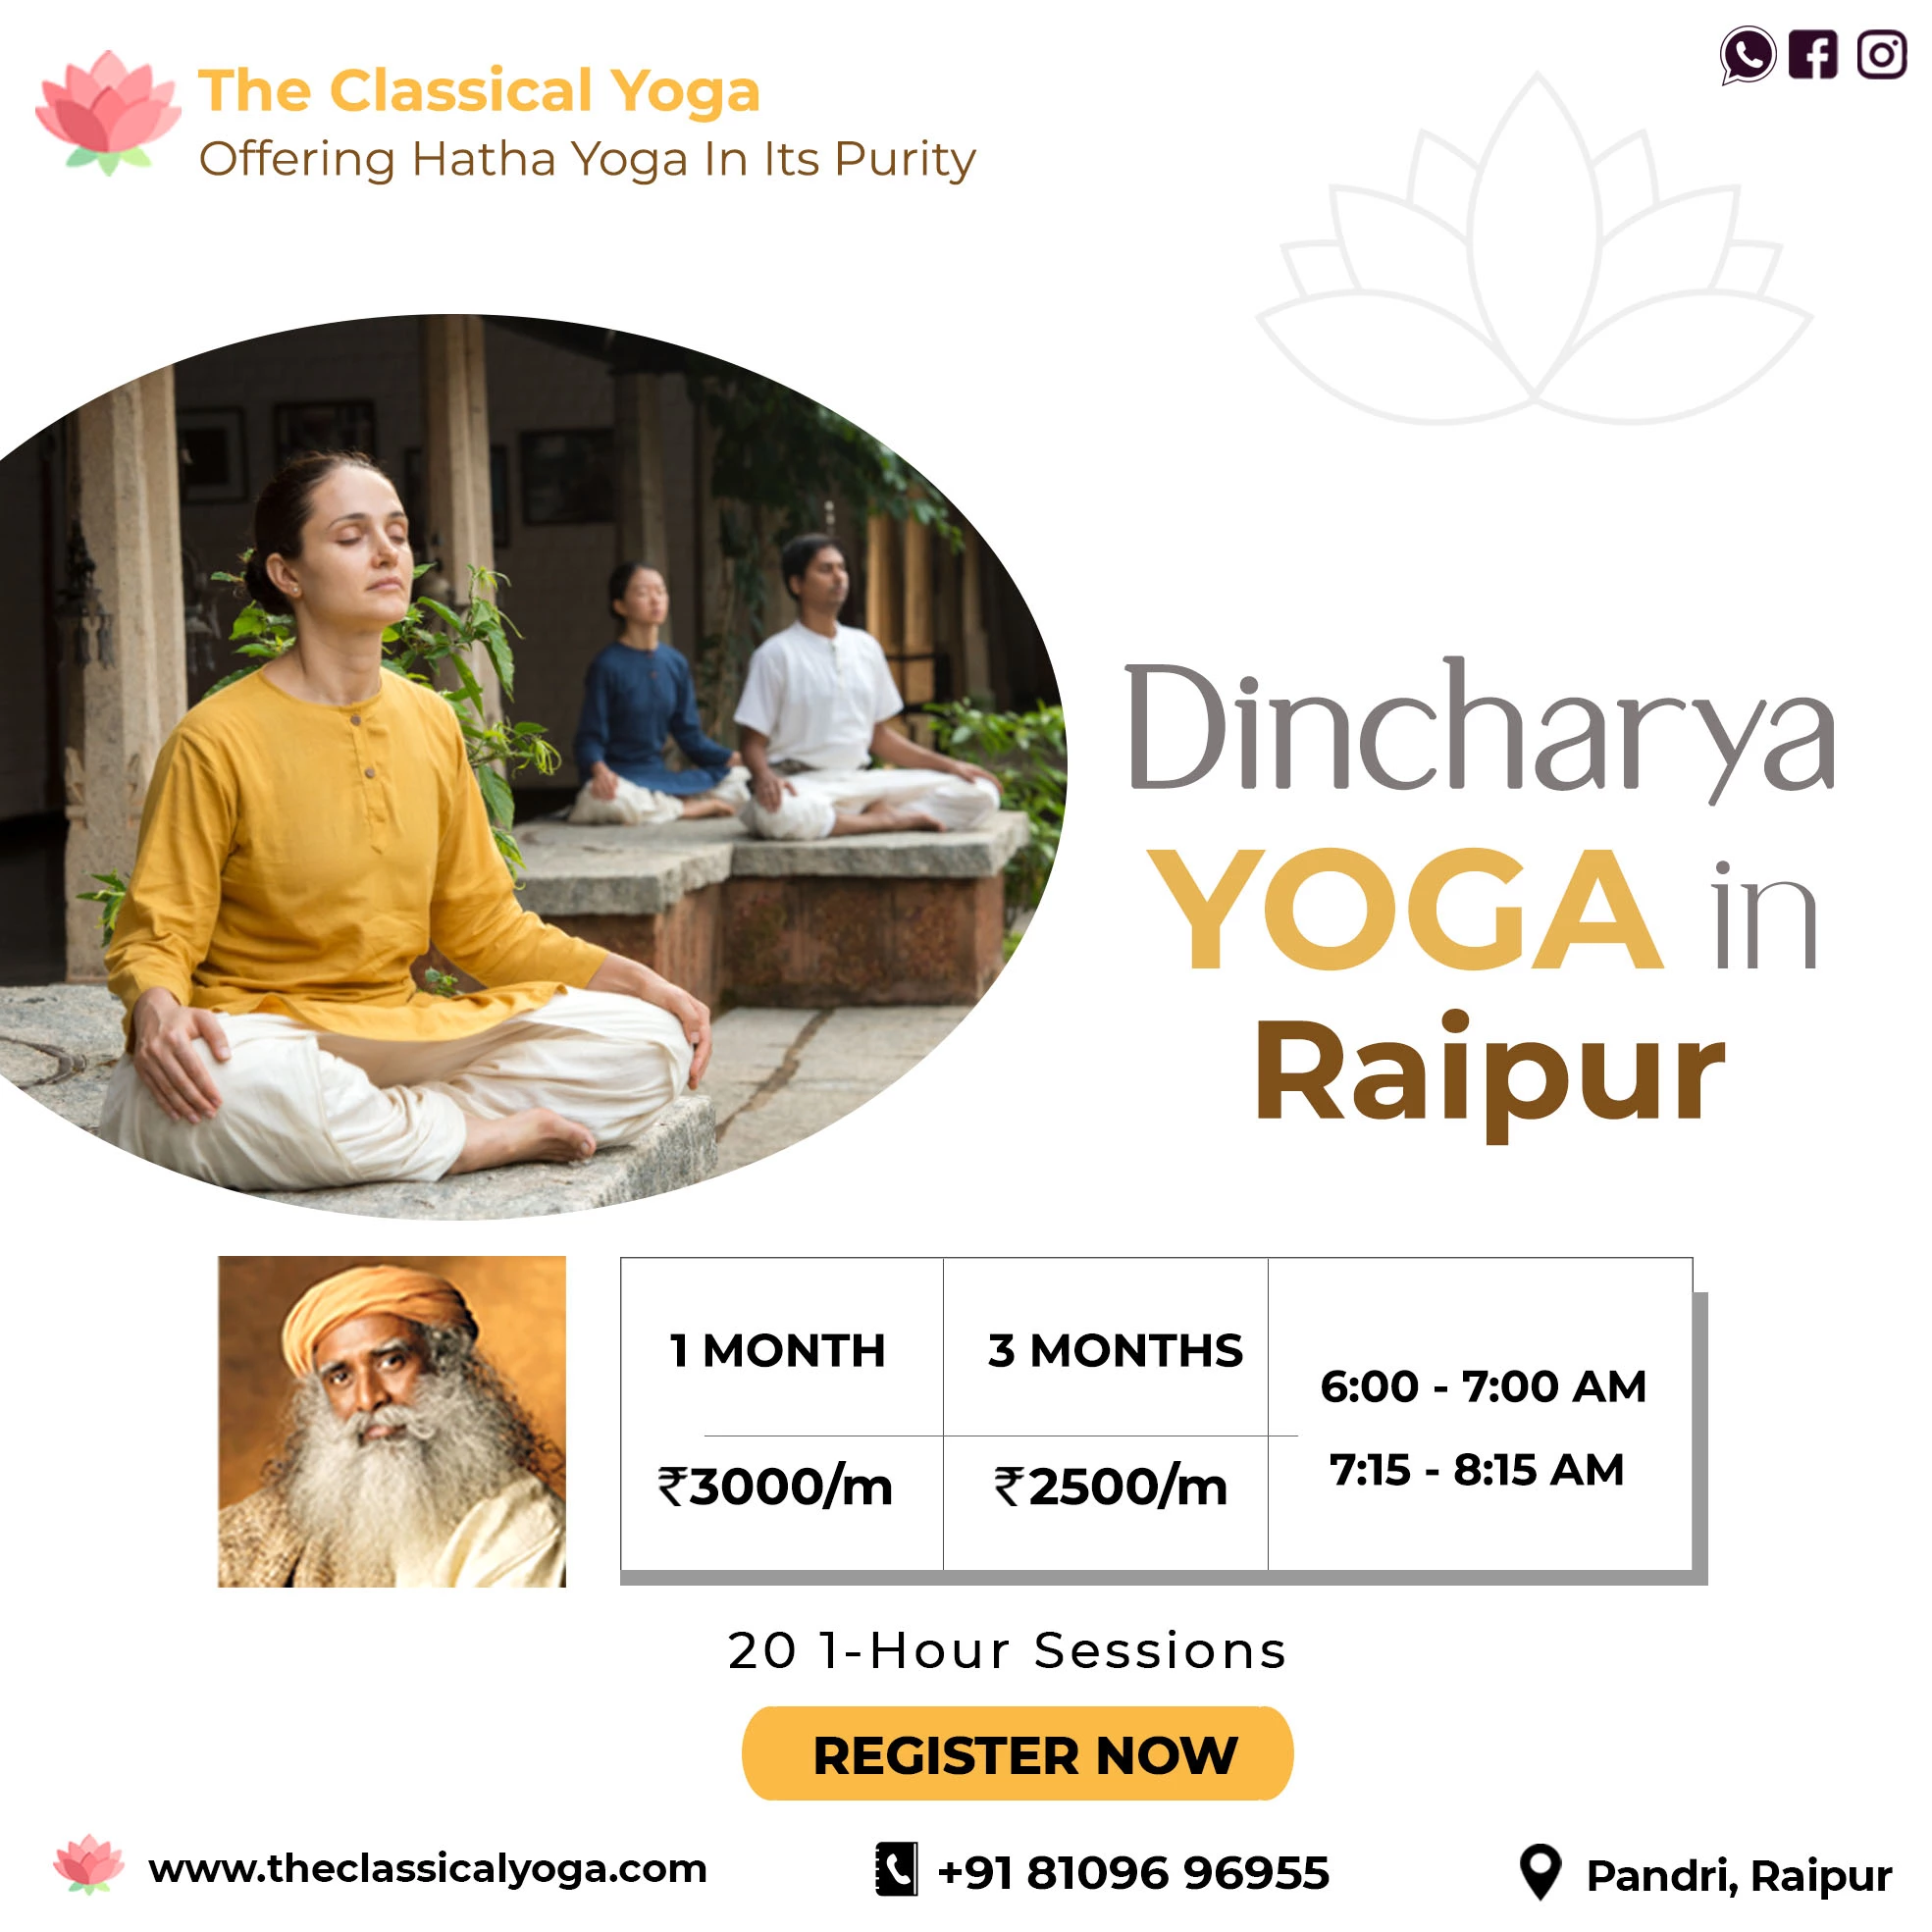 The Classical Yoga
Offering Hatha Yoga In Its Purity
Dincharya
YOGA in
Raipur
1 MONTH
3 MONTHS
₹3000/m
₹2500/m
6:00 - 7:00 AM
7:15 - 8:15 AM
20 1-Hour Sessions
REGISTER NOW
www.theclassicalyoga.com
+91 81096 96955
Pandri, Raipur